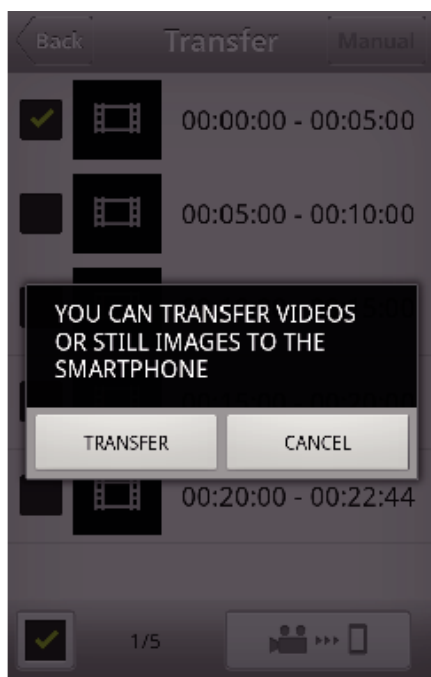 Back
Transfer
Manual
00:00:00 - 00:05:00
00:05:00 - 00:10:00
YOU CAN TRANSFER VIDEOS
OR STILL IMAGES TO THE
SMARTPHONE
TRANSFER
CANCEL
00:20:00 - 00:22:44
1/5